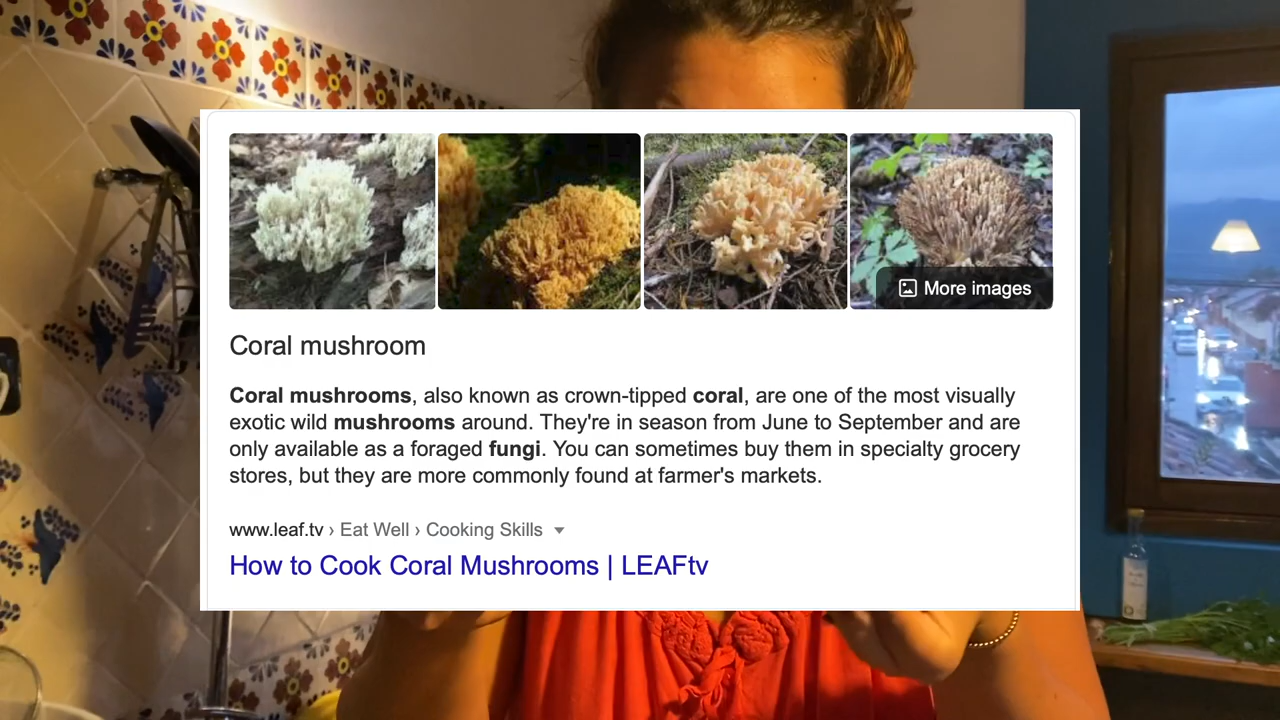 More images
Coral mushroom
Coral mushrooms, also known as crown-tipped coral, are one of the most visually
exotic wild mushrooms around. They're in season from June to September and are
only available as a foraged fungi. You can sometimes buy them in specialty grocery
stores, but they are more commonly found at farmer's markets.
www.leaf.tv › Eat Well › Cooking Skills
How to Cook Coral Mushrooms | LEAFtv